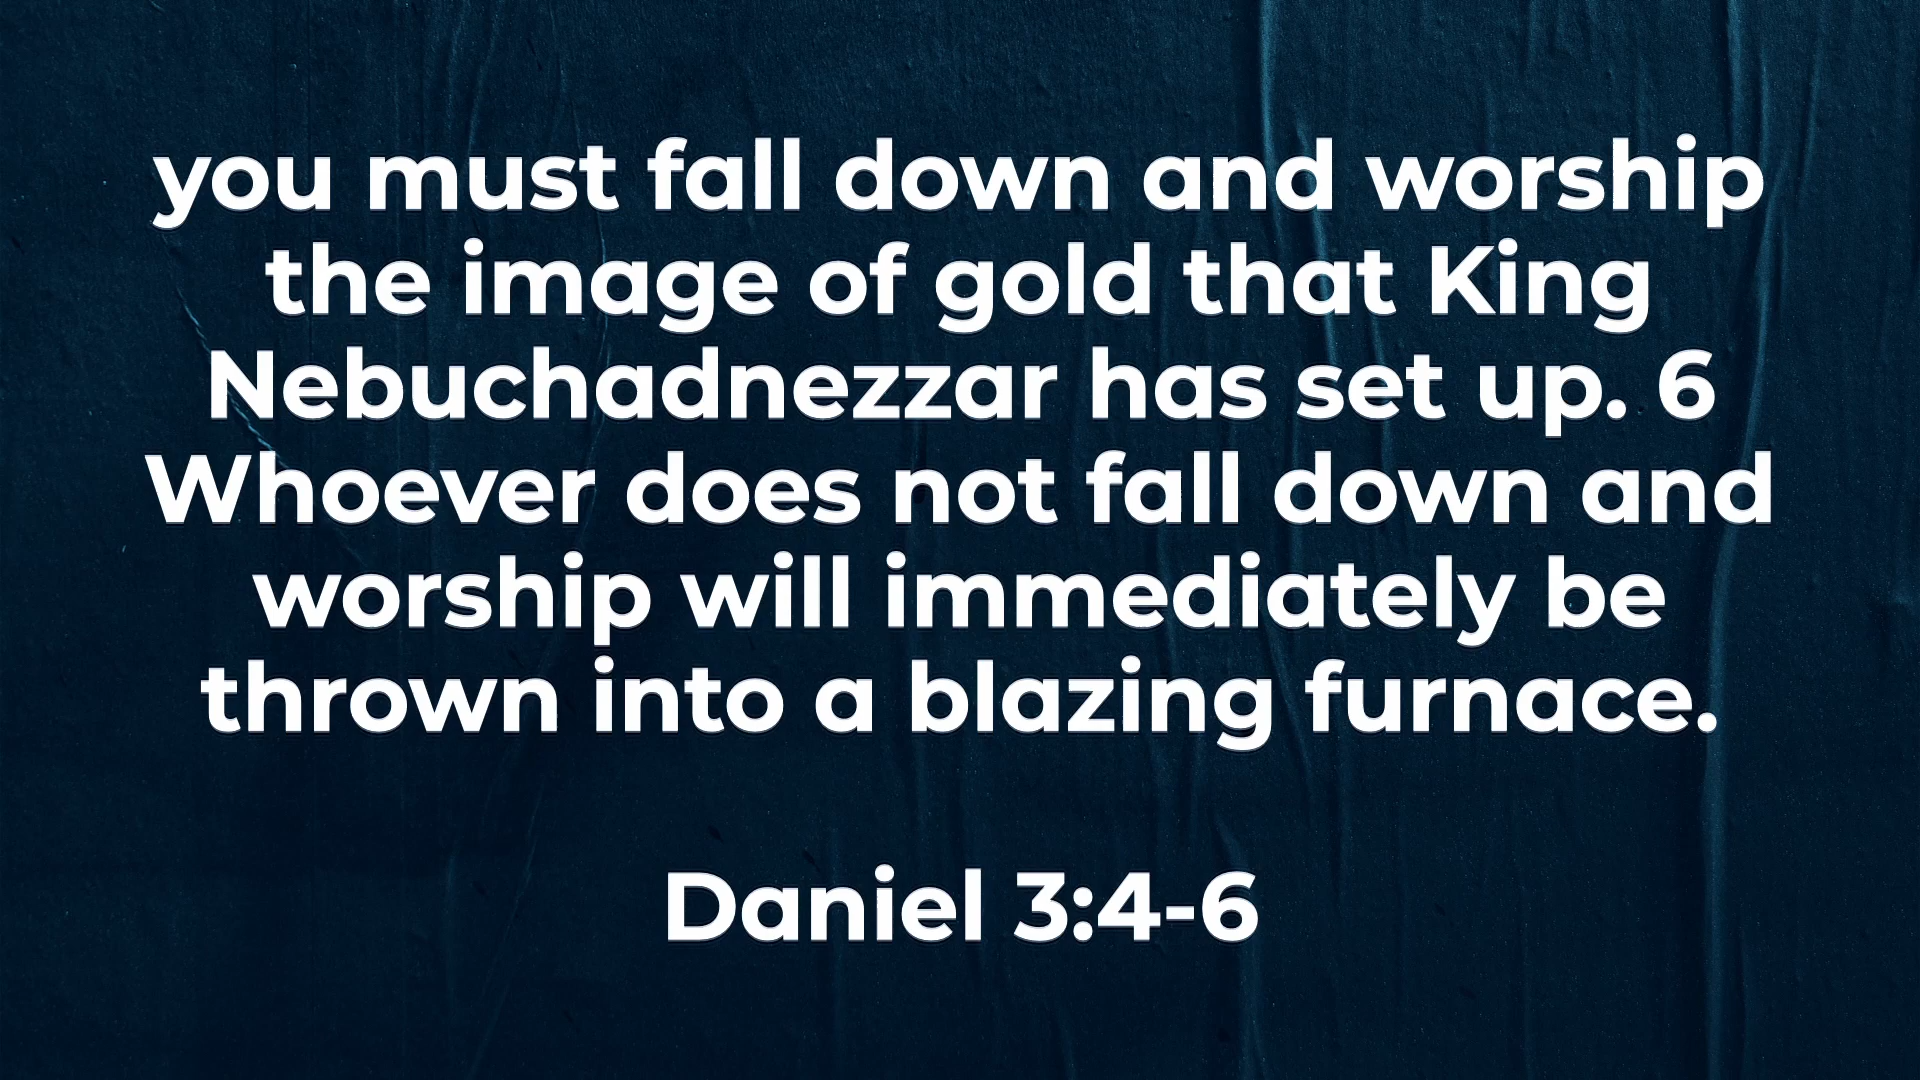 you must fall down and worship
the image of gold that King
Nebuchadnezzar has set up. 6
Whoever does not fall down and
worship will immediately be
thrown into a blazing furnace.
Daniel 3:4-6